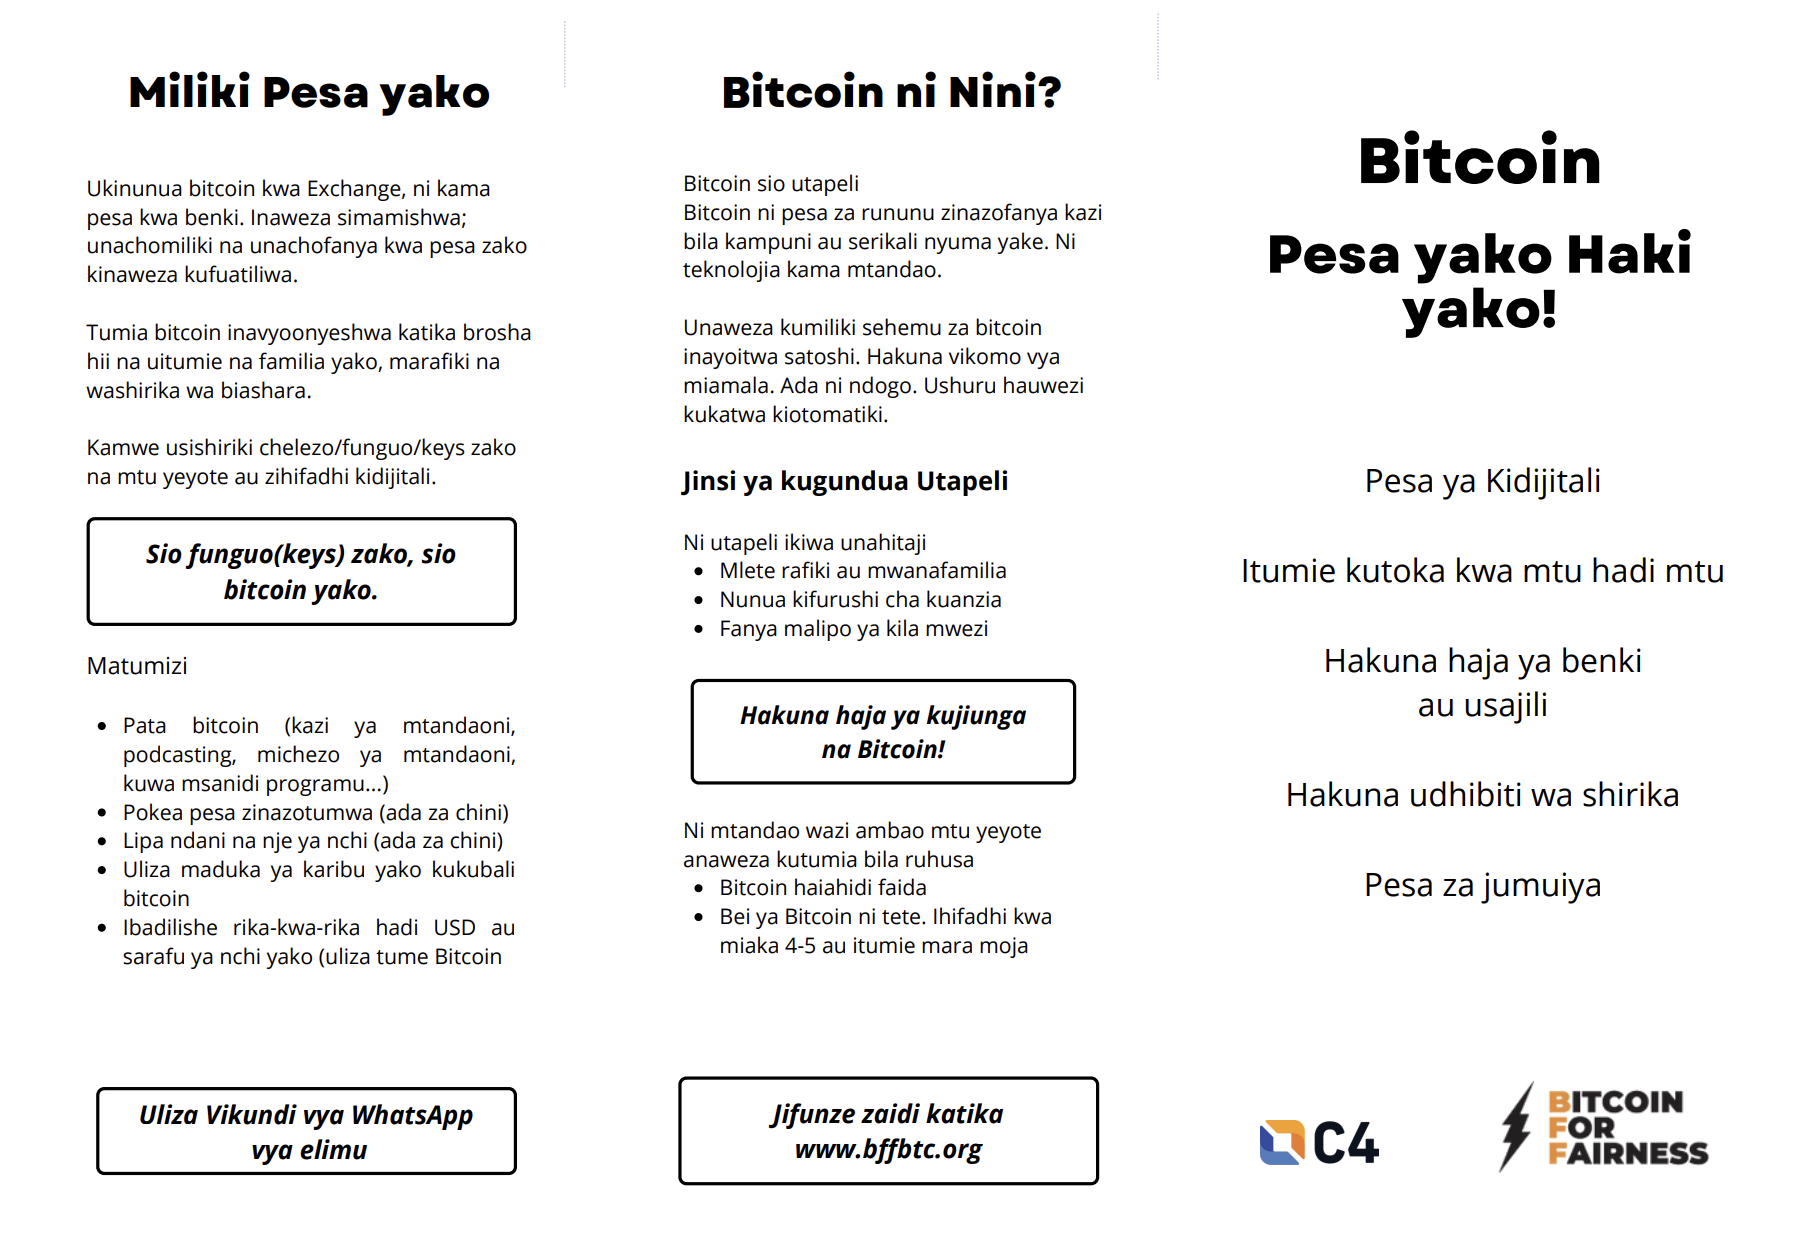 Miliki Pesa yako
Ukinunua bitcoin kwa Exchange, ni kama
pesa kwa benki. Inaweza simamishwa;
unachomiliki na unachofanya kwa pesa zako
kinaweza kufuatiliwa.
Tumia bitcoin inavyoonyeshwa katika brosha
hii na uitumie na familia yako, marafiki na
washirika wa biashara.
Kamwe usishiriki chelezo/funguo/keys zako
na mtu yeyote au zihifadhi kidijitali.
Sio funguo(keys) zako, sio
bitcoin yako.
Matumizi
• Pata bitcoin (kazi ya mtandaoni,
podcasting, michezo ya mtandaoni,
kuwa msanidi programu...)
• Pokea pesa zinazotumwa (ada za chini)
• Lipa ndani na nje ya nchi (ada za chini)
• Uliza maduka ya karibu yako kukubali
bitcoin
• Ibadilishe rika-kwa-rika hadi USD au
sarafu ya nchi yako (uliza tume Bitcoin
Uliza Vikundi vya WhatsApp
vya elimu
Bitcoin ni Nini?
Bitcoin sio utapeli
Bitcoin ni pesa za rununu zinazofanya kazi
bila kampuni au serikali nyuma yake. Ni
teknolojia kama mtandao.
Unaweza kumiliki sehemu za bitcoin
inayoitwa satoshi. Hakuna vikomo vya
miamala. Ada ni ndogo. Ushuru hauwezi
kukatwa kiotomatiki.
Jinsi ya kugundua Utapeli
Ni utapeli ikiwa unahitaji
• Mlete rafiki au mwanafamilia
• Nunua kifurushi cha kuanzia
• Fanya malipo ya kila mwezi
Hakuna haja ya kujiunga
na Bitcoin!
Ni mtandao wazi ambao mtu yeyote
anaweza kutumia bila ruhusa
• Bitcoin haiahidi faida
• Bei ya Bitcoin ni tete. Ihifadhi kwa
miaka 4-5 au itumie mara moja
Jifunze zaidi katika
www.bffbtc.org
Bitcoin
Pesa yako Haki
yako!
Pesa ya Kidijitali
Itumie kutoka kwa mtu hadi mtu
Hakuna haja ya benki
au usajili
Hakuna udhibiti wa shirika
Pesa za jumuiya
C4
BITCOIN
FOR
FAIRNESS